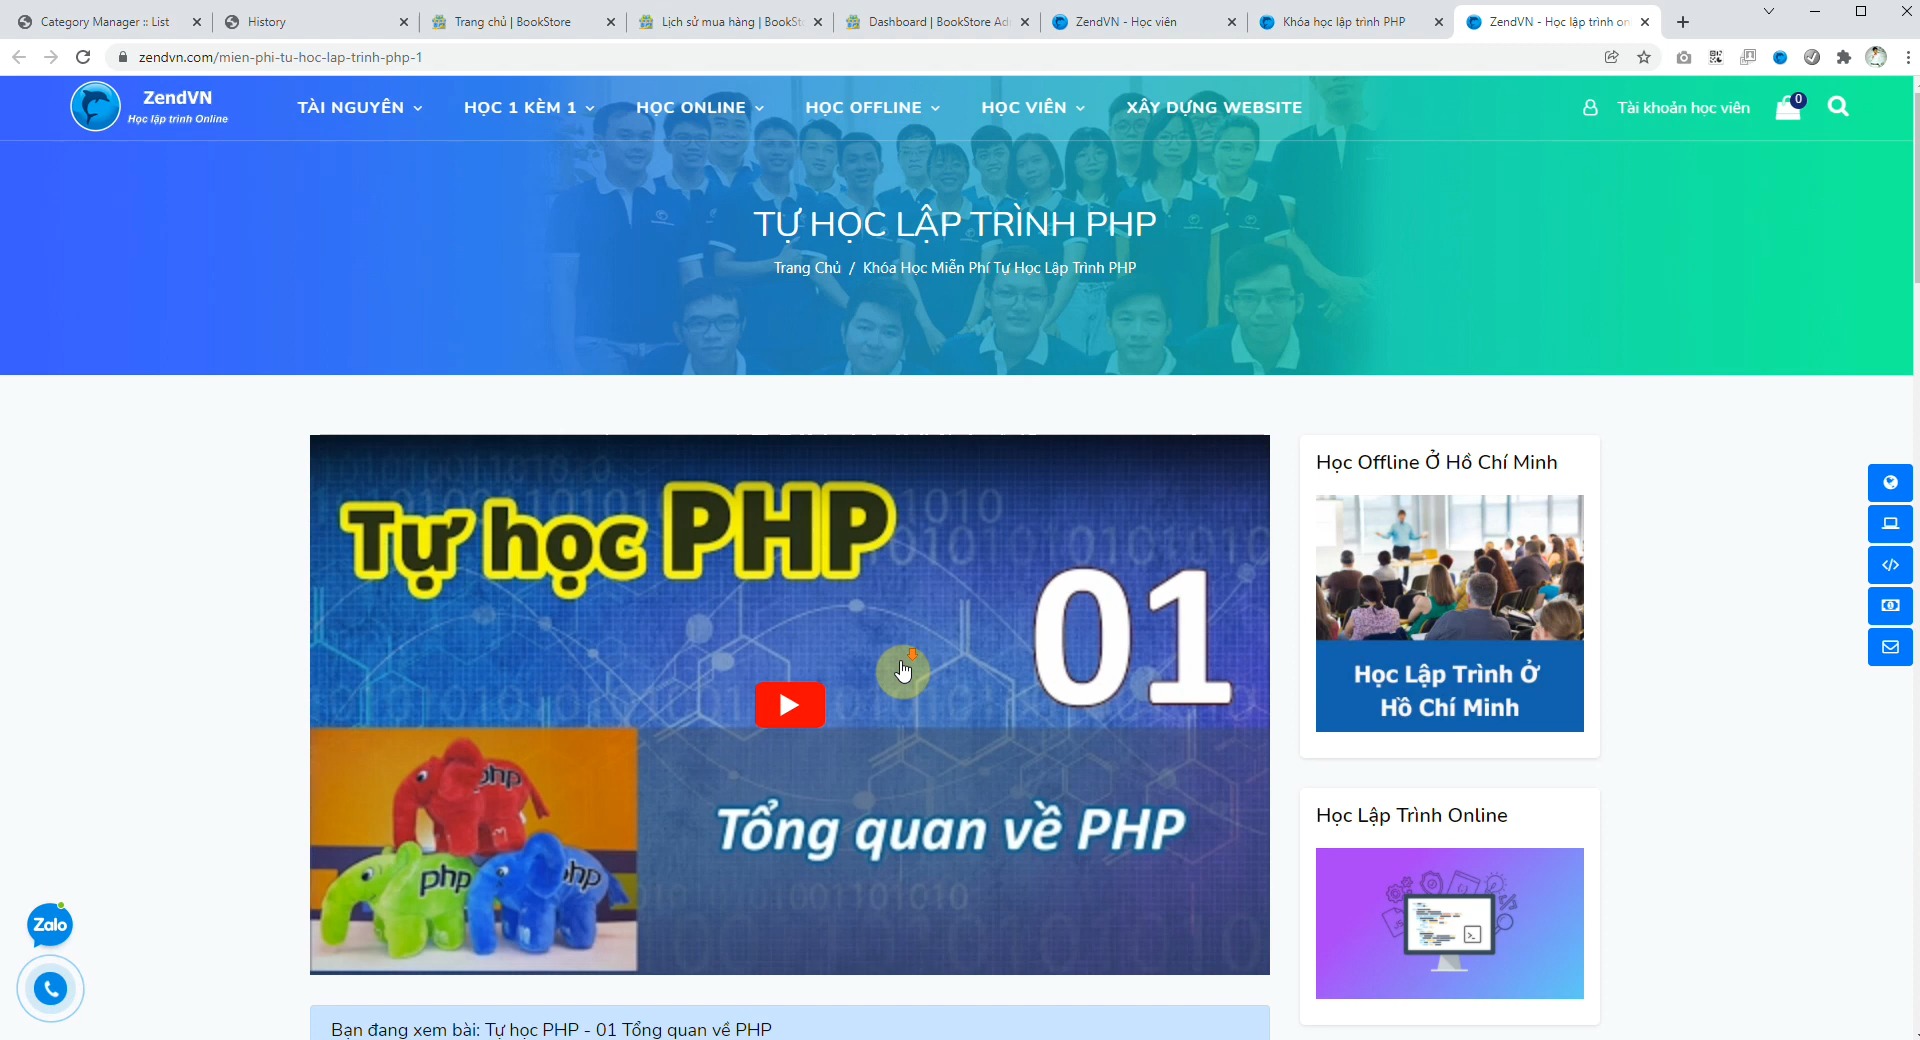 Category Manager :: List
History
Trang chủ | BookStore
Lịch sử mua hàng | BookSt
Dashboard | BookStore Ad
ZendVN - Học viên
Khóa học lập trình PHP
ZendVN - Học lập trình on
zendvn.com/mien-phi-tu-hoc-lap-trinh-php-1
ZendVN
Học lập trình Online
TÀI NGUYÊN
HỌC 1 KÈM 1
HỌC ONLINE
HỌC OFFLINE
HỌC VIÊN
XÂY DỰNG WEBSITE
Tài khoản học viên
0
TỰ HỌC LẬP TRÌNH PHP
Trang Chủ / Khóa Học Miễn Phí Tự Học Lập Trình PHP
Tự học PHP
01
php
php
php
Tổng quan về PHP
Học Offline Ở Hồ Chí Minh
Học Lập Trình Ở
Hồ Chí Minh
Học Lập Trình Online
Zalo
Bạn đang xem bài: Tự học PHP - 01 Tổng quan về PHP